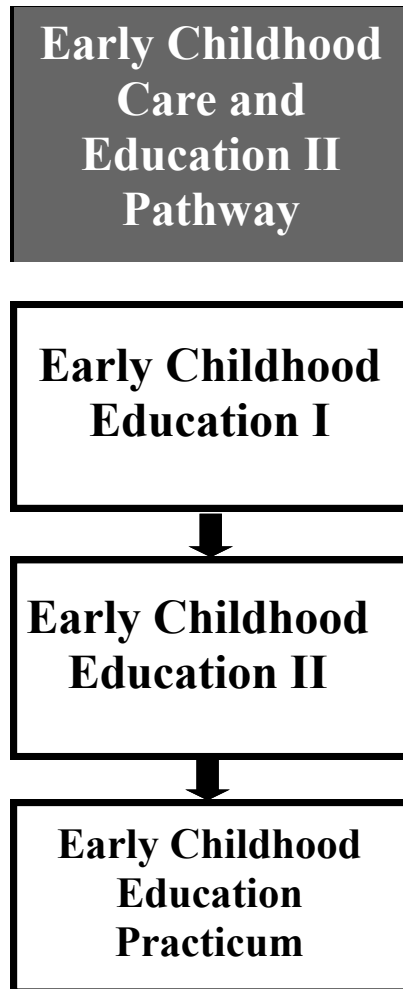 Early Childhood
Care and
Education II
Pathway
Early Childhood
Education I
Early Childhood
Education II
Early Childhood
Education
Practicum